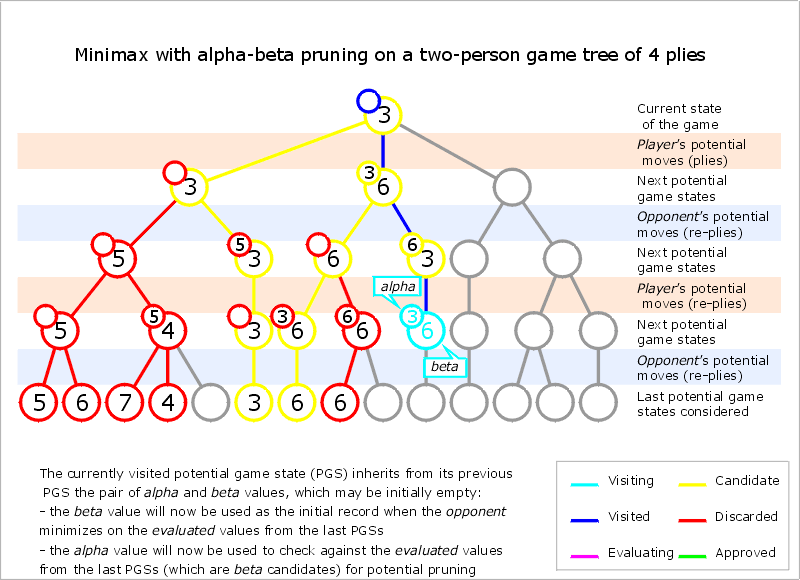 Minimax with alpha-beta pruning on a two-person game tree of 4 plies
3
Current state
of the game
Player's potential
moves (plies)
3
3
6
Next potential
game states
Opponent's potential
moves (re-plies)
5
5
3
6
6
3
Next potential
game states
alpha
Player's potential
moves (re-plies)
5
5
4
3
3
6
6
6
3
6
Next potential
game states
beta
Opponent's potential
moves (re-plies)
5
6
7
4
3
6
6
Last potential game
states considered
The currently visited potential game state (PGS) inherits from its previous
PGS the pair of alpha and beta values, which may be initially empty:
- the beta value will now be used as the initial record when the opponent
minimizes on the evaluated values from the last PGSs
- the alpha value will now be used to check against the evaluated values
from the last PGSs (which are beta candidates) for potential pruning
Visiting
Candidate
Visited
Discarded
Evaluating
Approved